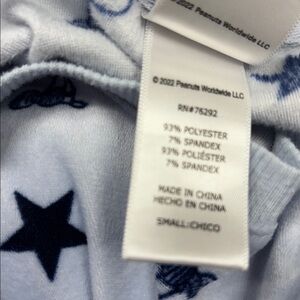 Peanuts Worldwide LLC
© 2022 Peanuts Worldwide LLC
RN#76292
93% POLYESTER
7% SPANDEX
93% POLIÉSTER
7% SPANDEX
MADE IN CHINA
HECHO EN CHINA
SMALL:CHICO